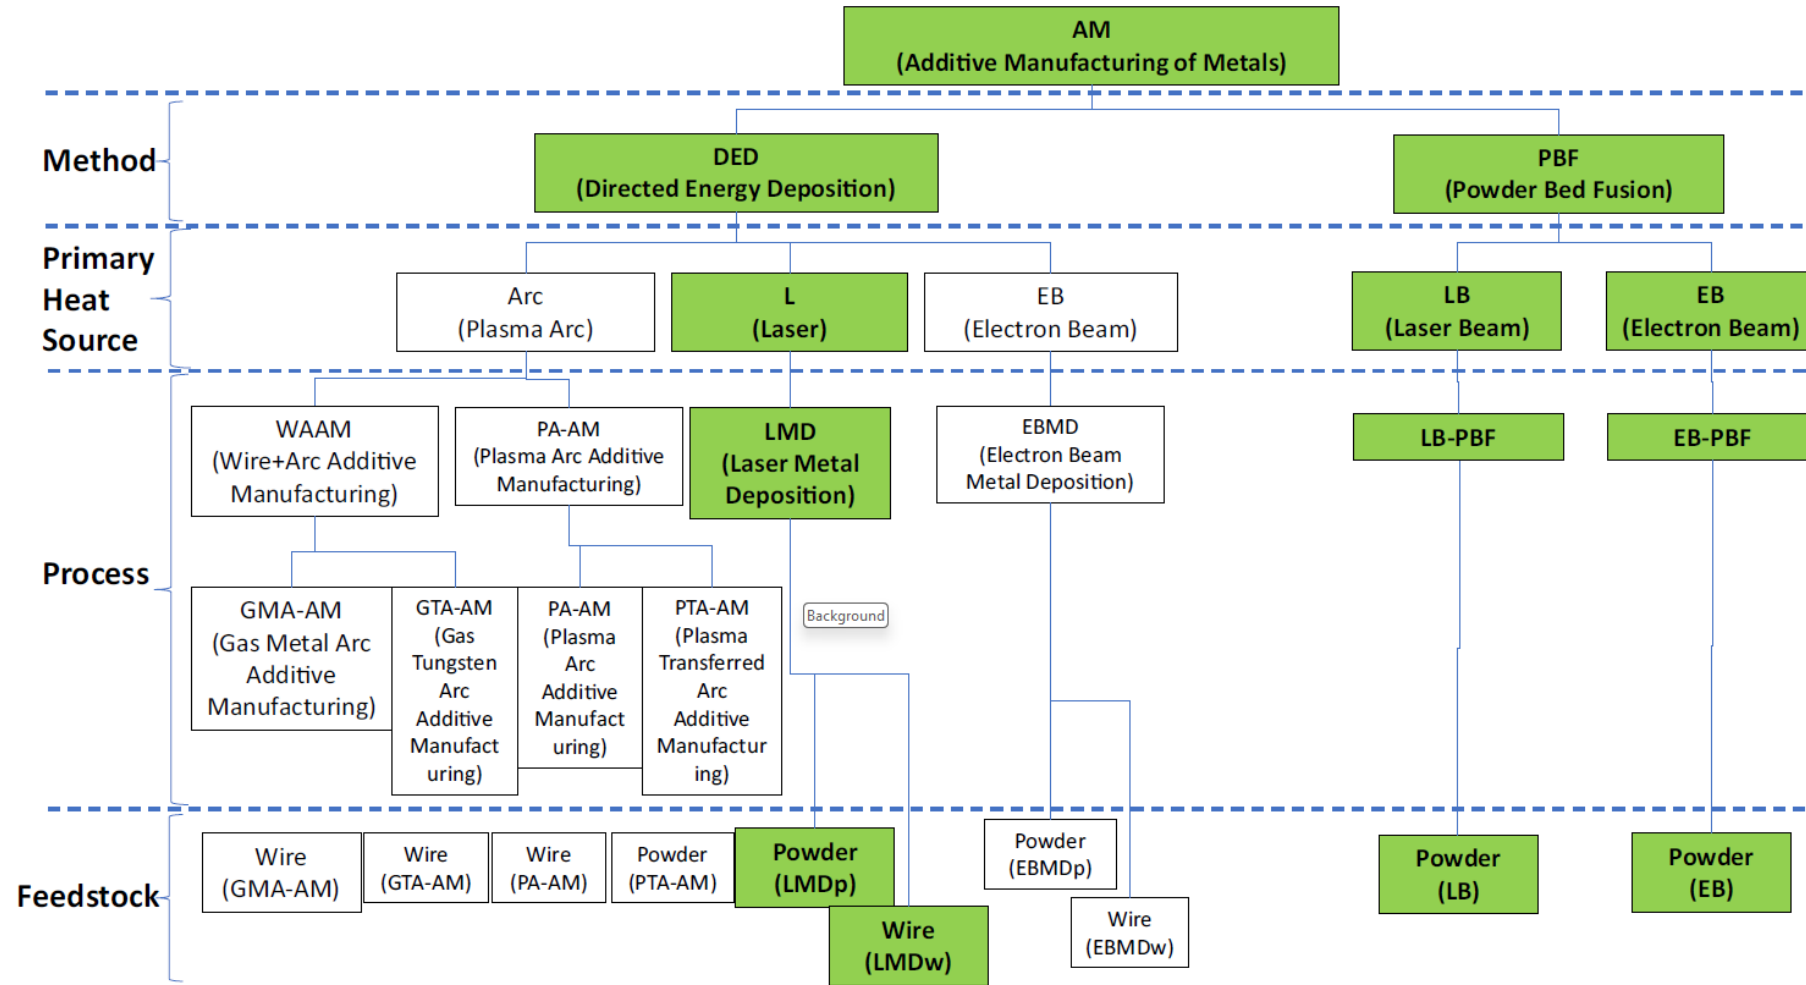 AM
(Additive Manufacturing of Metals)
Method
DED
(Directed Energy Deposition)
PBF
(Powder Bed Fusion)
Primary
Heat
Source
Arc
(Plasma Arc)
L
(Laser)
EB
(Electron Beam)
LB
(Laser Beam)
EB
(Electron Beam)
Process
WAAM
(Wire+Arc Additive
Manufacturing)
PA-AM
(Plasma Arc Additive
Manufacturing)
LMD
(Laser Metal
Deposition)
EBMD
(Electron Beam
Metal Deposition)
LB-PBF
EB-PBF
GMA-AM
(Gas Metal Arc
Additive
Manufacturing)
GTA-AM
(Gas
Tungsten
Arc
Additive
Manufact
uring)
PA-AM
(Plasma
Arc
Additive
Manufact
uring)
PTA-AM
(Plasma
Transferred
Arc
Additive
Manufactur
ing)
Background
Feedstock
Wire
(GMA-AM)
Wire
(GTA-AM)
Wire
(PA-AM)
Powder
(PTA-AM)
Powder
(LMDp)
Wire
(LMDw)
Powder
(EBMDp)
Wire
(EBMDw)
Powder
(LB)
Powder
(EB)